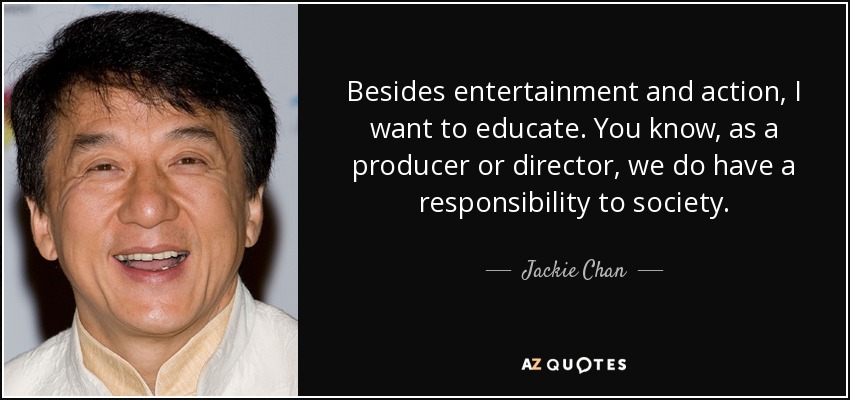 Besides entertainment and action, I
want to educate. You know, as a
producer or director, we do have a
responsibility to society.
Jackie Chan
AZ QUOTES